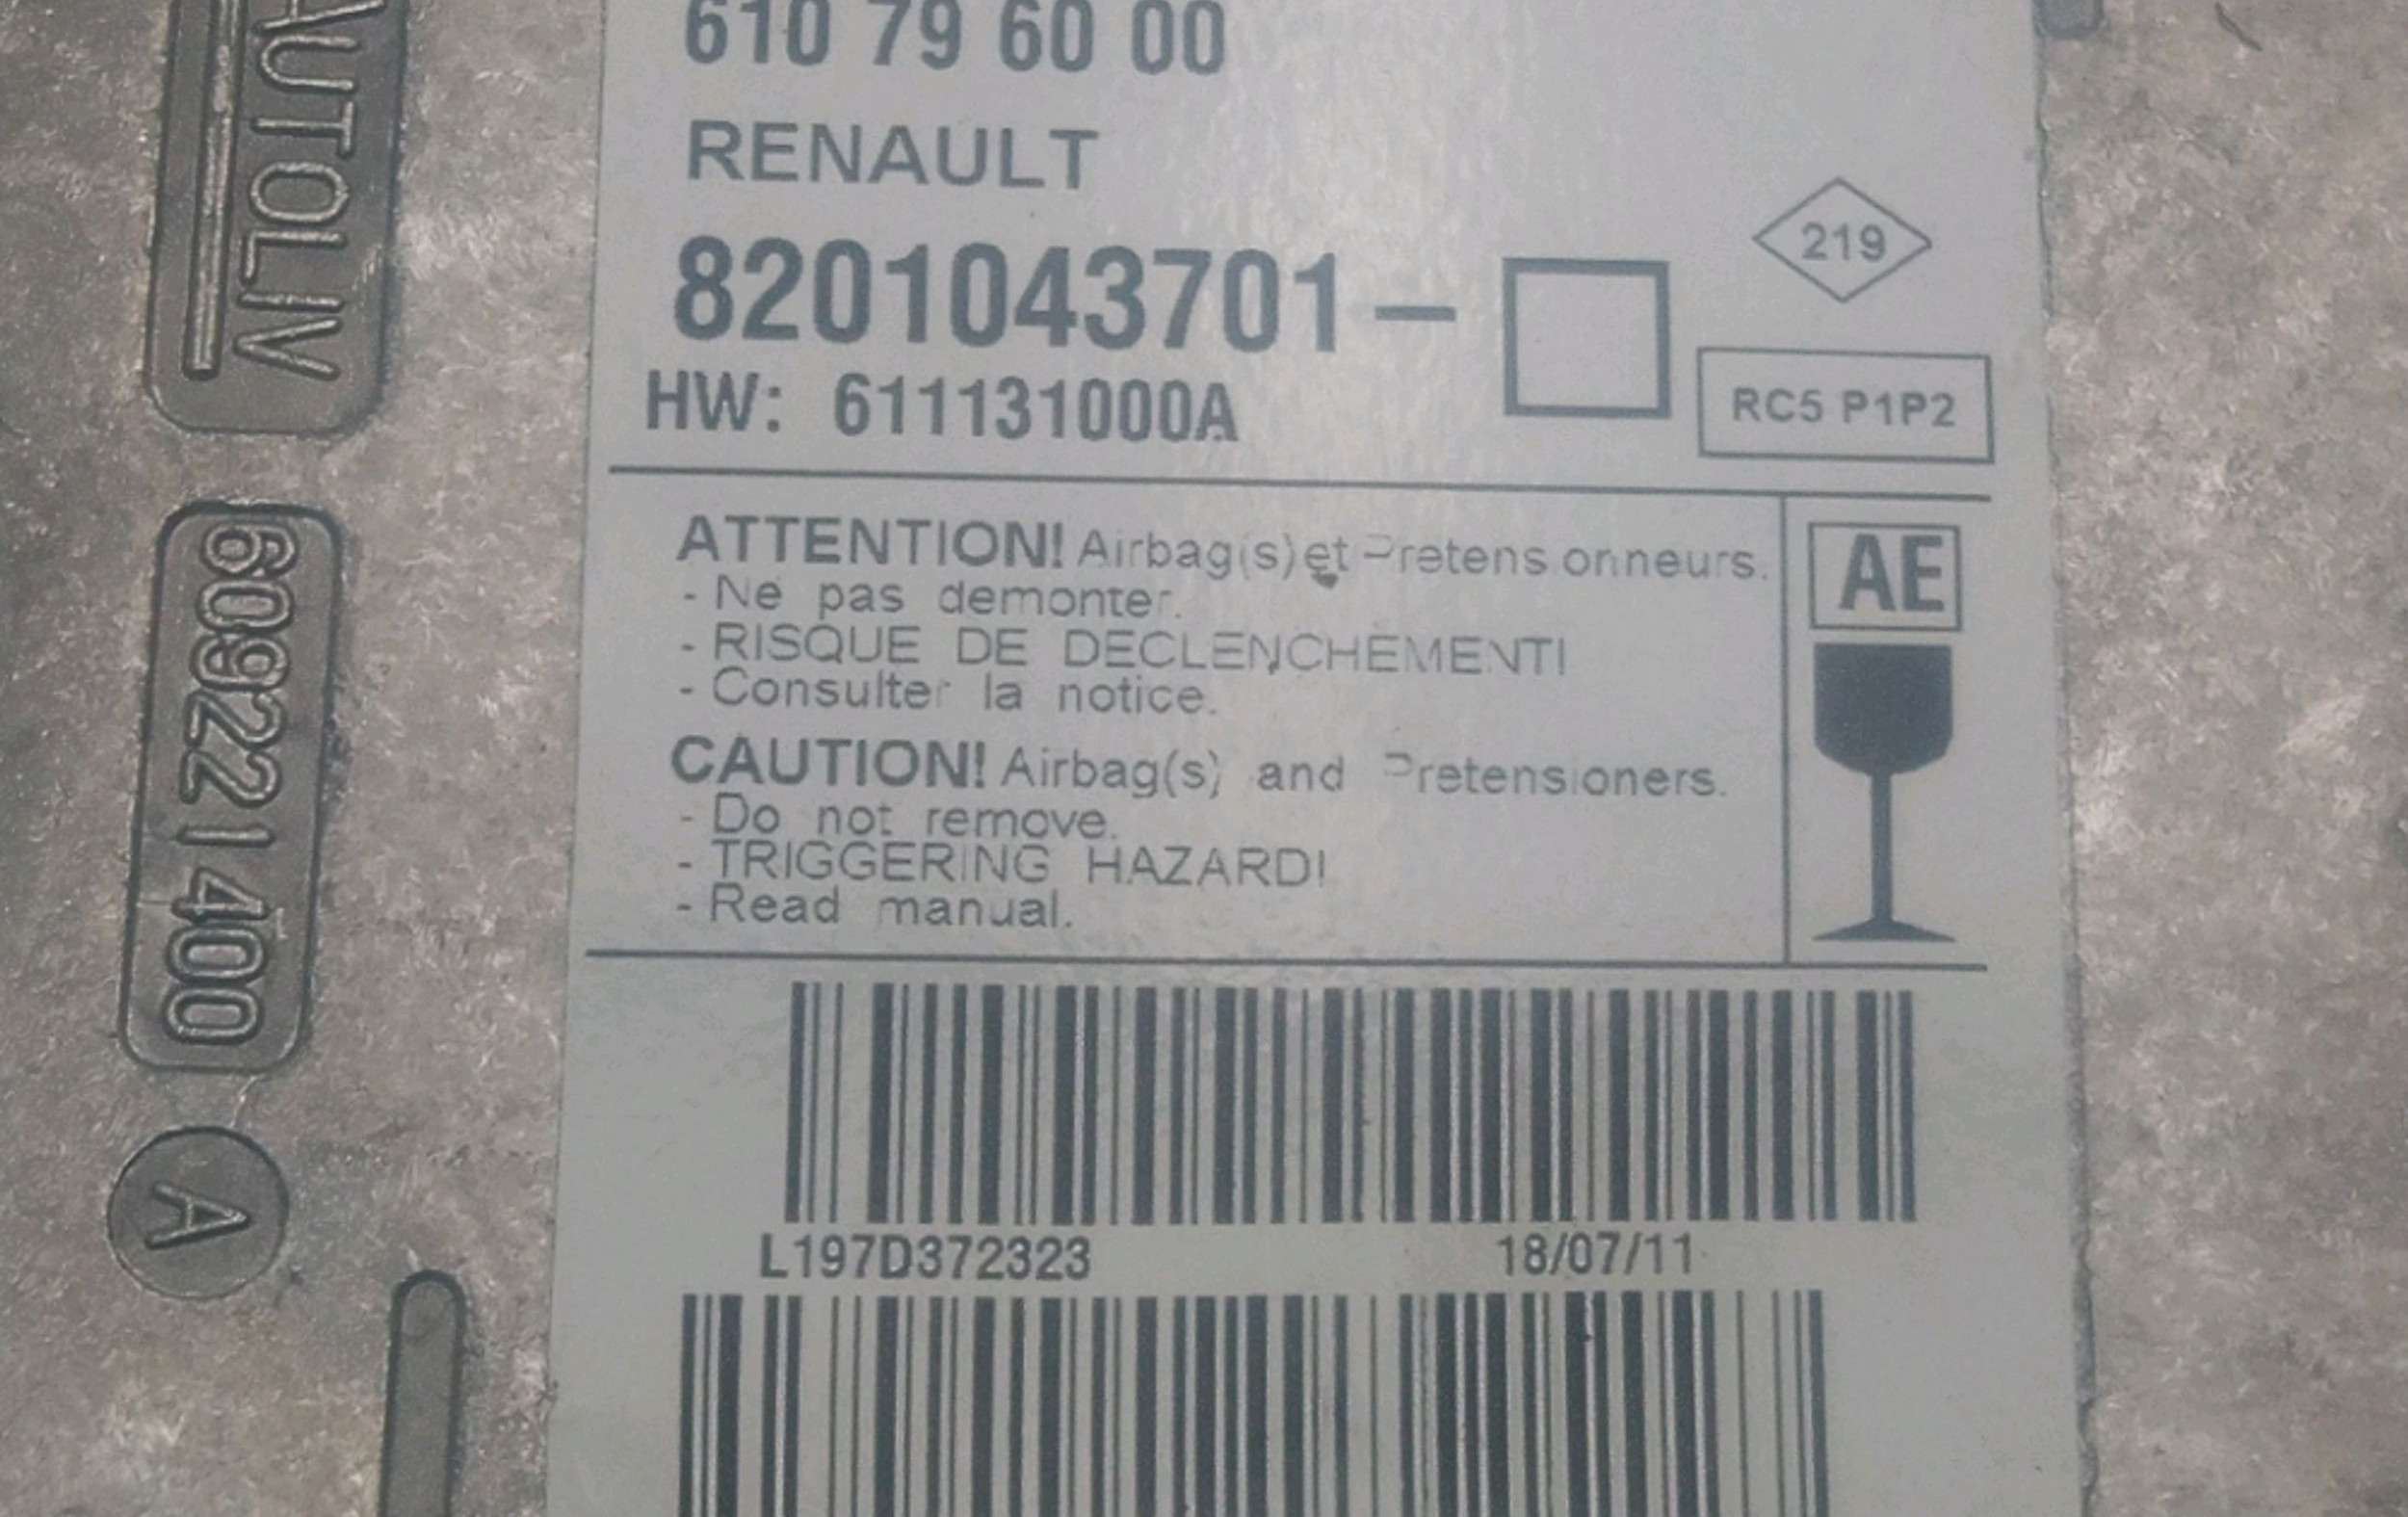 AUTOLIV
609221400
A
610 79 60 00
RENAULT
8201043701-
219
HW: 611131000A
RC5 P1P2
ATTENTION! Airbag(s) et Pretensionneurs.
- Ne pas demonter.
- RISQUE DE DECLENCHEMENT!
- Consulter la notice.
AE
CAUTION! Airbag(s) and Pretensioners.
- Do not remove.
- TRIGGERING HAZARD!
- Read manual.
L197D372323 18/07/11